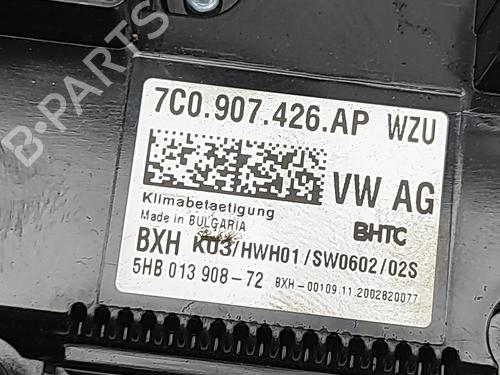 B-PARTS
7C0.907.426.AP WZU
VW AG
Klimabetaetigung
Made in BULGARIA
BHTC
BXH K03/HWH01/SW0602/02S
5HB 013 908-72 BXH-00109.11.2002820077